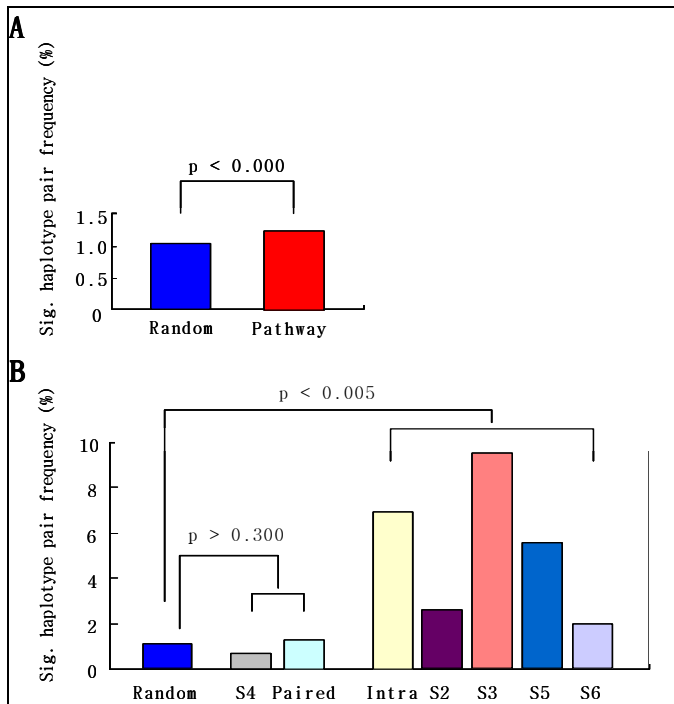 A
Sig. haplotype pair frequency (%)
p < 0.000
1.5
1.0
0.5
0
Random Pathway
B
Sig. haplotype pair frequency (%)
p < 0.005
10
8
6
p > 0.300
4
2
0
Random S4 Paired Intra S2 S3 S5 S6